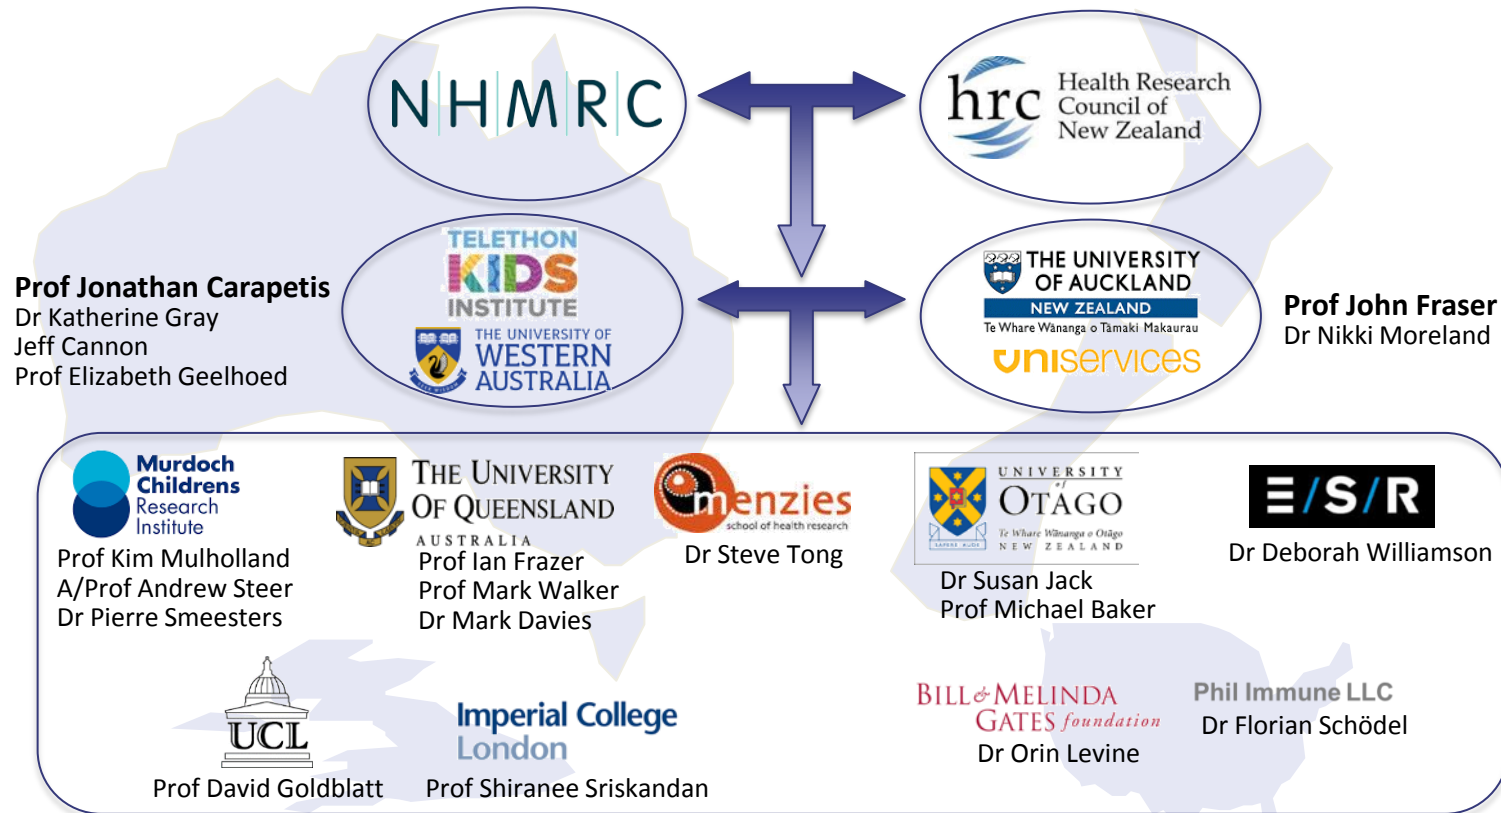 N|H|M|R|C
hrc
Health Research
Council of
New Zealand
TELETHON
KIDS
INSTITUTE
THE UNIVERSITY OF
WESTERN
AUSTRALIA
THE UNIVERSITY
OF AUCKLAND
NEW ZEALAND
Te Whare Wānanga o Tāmaki Makaurau
UNISERVICES
Prof Jonathan Carapetis
Dr Katherine Gray
Jeff Cannon
Prof Elizabeth Geelhoed
Prof John Fraser
Dr Nikki Moreland
Murdoch
Childrens
Research
Institute
Prof Kim Mulholland
A/Prof Andrew Steer
Dr Pierre Smeesters
THE UNIVERSITY
OF QUEENSLAND
AUSTRALIA
Prof Ian Frazer
Prof Mark Walker
Dr Mark Davies
menzies
school of health research
Dr Steve Tong
UNIVERSITY
of
OTAGO
Te Whare Wānanga o Otāgo
NEW ZEALAND
SAPERE AUDE
Dr Susan Jack
Prof Michael Baker
E/S/R
Dr Deborah Williamson
UCL
Prof David Goldblatt
Imperial College
London
Prof Shiranee Sriskandan
BILL & MELINDA
GATES foundation
Dr Orin Levine
Phil Immune LLC
Dr Florian Schödel